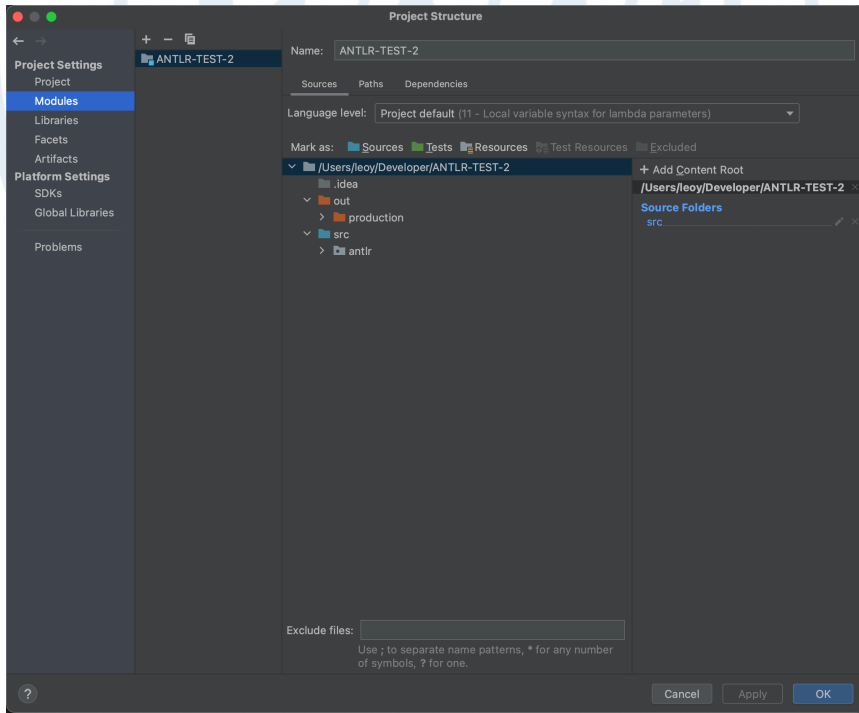 Project Structure
Project Settings
Project
Modules
Libraries
Facets
Artifacts
Platform Settings
SDKs
Global Libraries
Problems
ANTLR-TEST-2
Name: ANTLR-TEST-2
Sources Paths Dependencies
Language level: Project default (11 - Local variable syntax for lambda parameters)
Mark as: Sources Tests Resources Test Resources Excluded
/Users/leoy/Developer/ANTLR-TEST-2
.idea
out
production
src
antlr
+ Add Content Root
/Users/leoy/Developer/ANTLR-TEST-2
Source Folders
src
Exclude files:
Use ; to separate name patterns, * for any number
of symbols, ? for one.
?
Cancel Apply OK